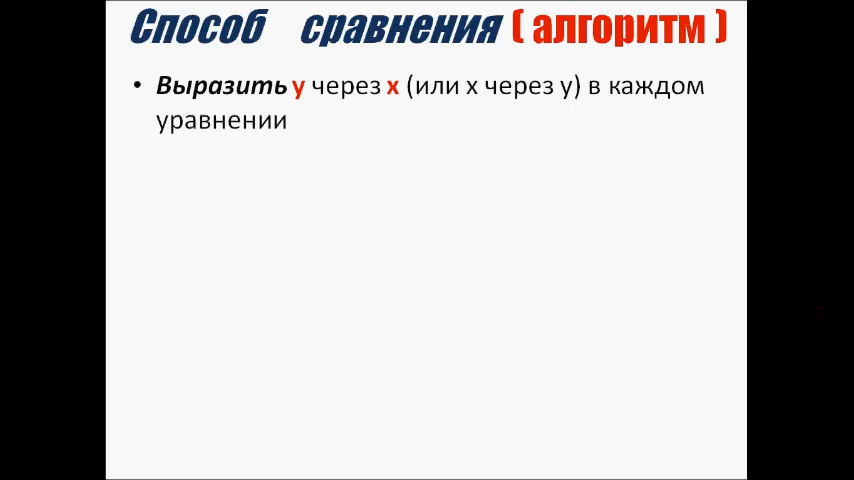 Способ сравнения ( алгоритм )
• Выразить у через х (или х через у) в каждом
уравнении